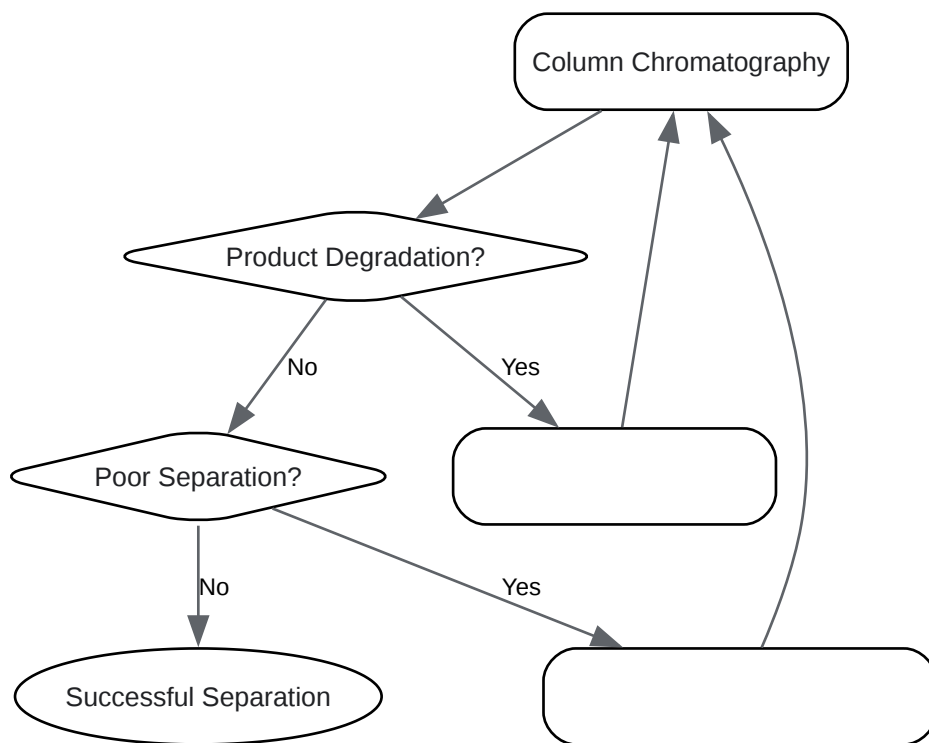 Column Chromatography
Product Degradation?
No
Yes
Poor Separation?
No
Yes
Successful Separation